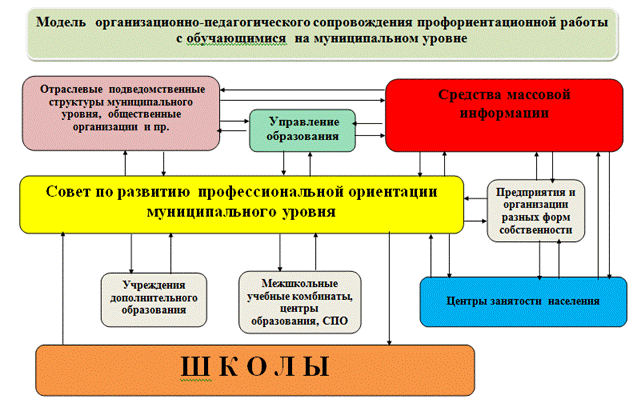 Модель организационно-педагогического сопровождения профориентационной работы
с обучающимися на муниципальном уровне
Отраслевые подведомственные
структуры муниципального
уровня, общественные
организации и пр.
Управление
образования
Средства массовой
информации
Совет по развитию профессиональной ориентации
муниципального уровня
Предприятия и
организации
разных форм
собственности
Учреждения
дополнительного
образования
Межшкольные
учебные комбинаты,
центры
образования, СПО
Центры занятости населения
Ш К О Л Ы